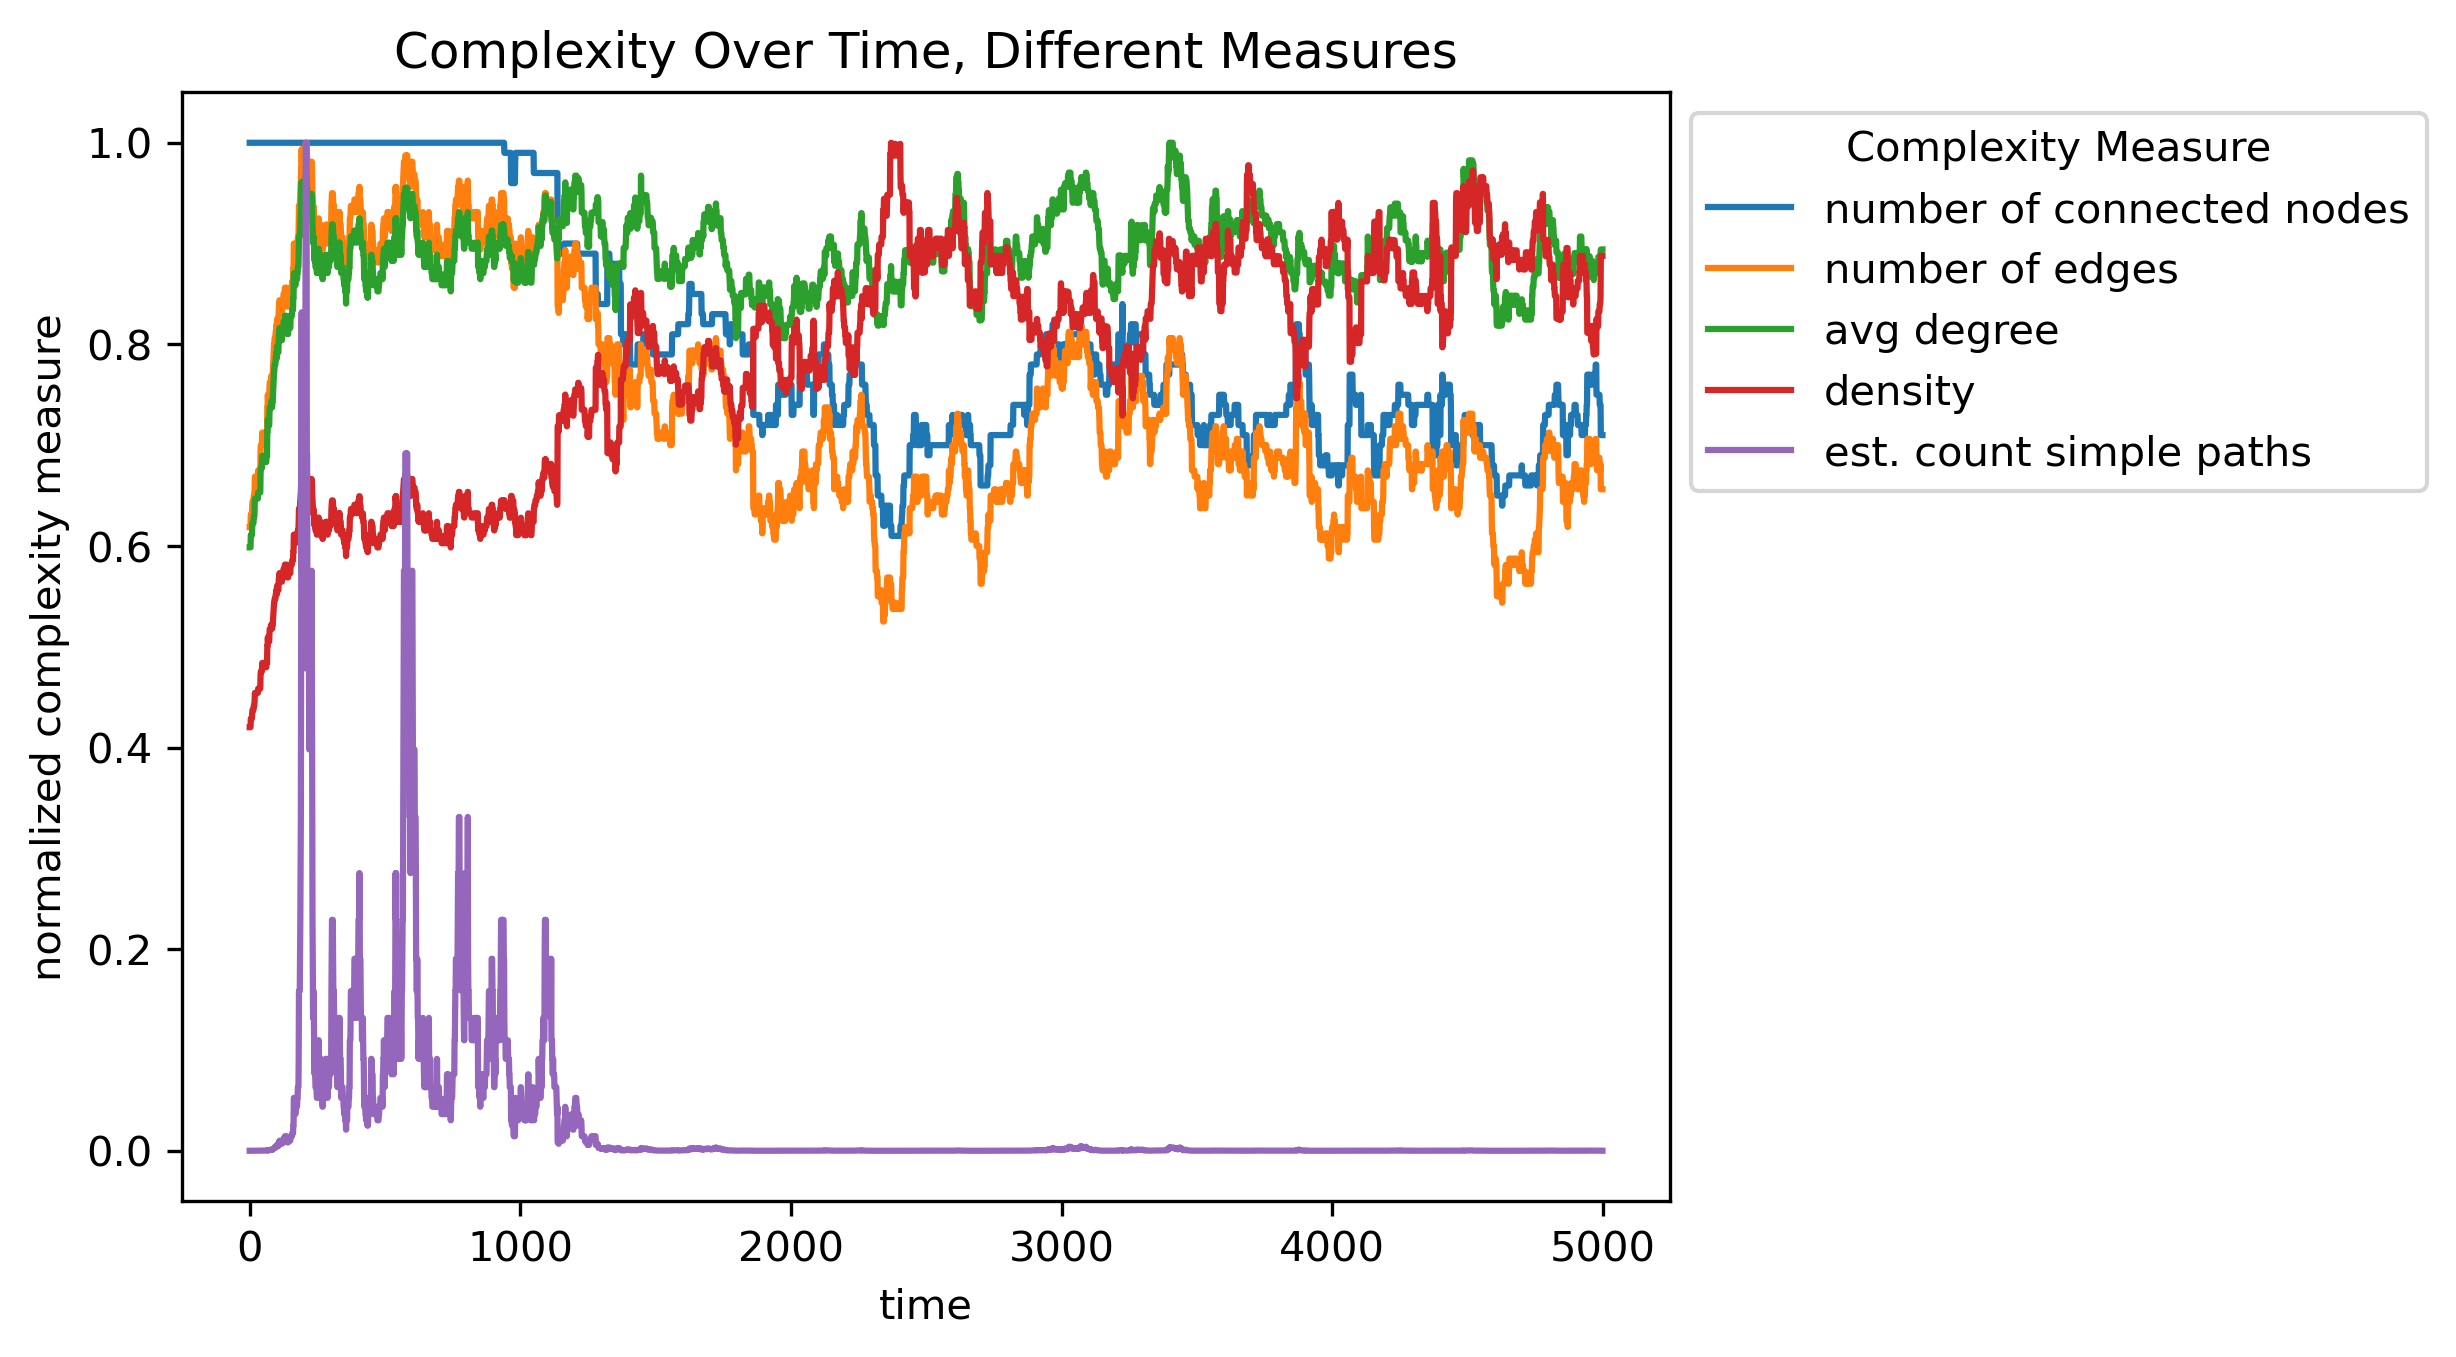 Complexity Over Time, Different Measures
normalized complexity measure
1.0
0.8
0.6
0.4
0.2
0.0
0 1000 2000 3000 4000 5000
time
Complexity Measure
number of connected nodes
number of edges
avg degree
density
est. count simple paths